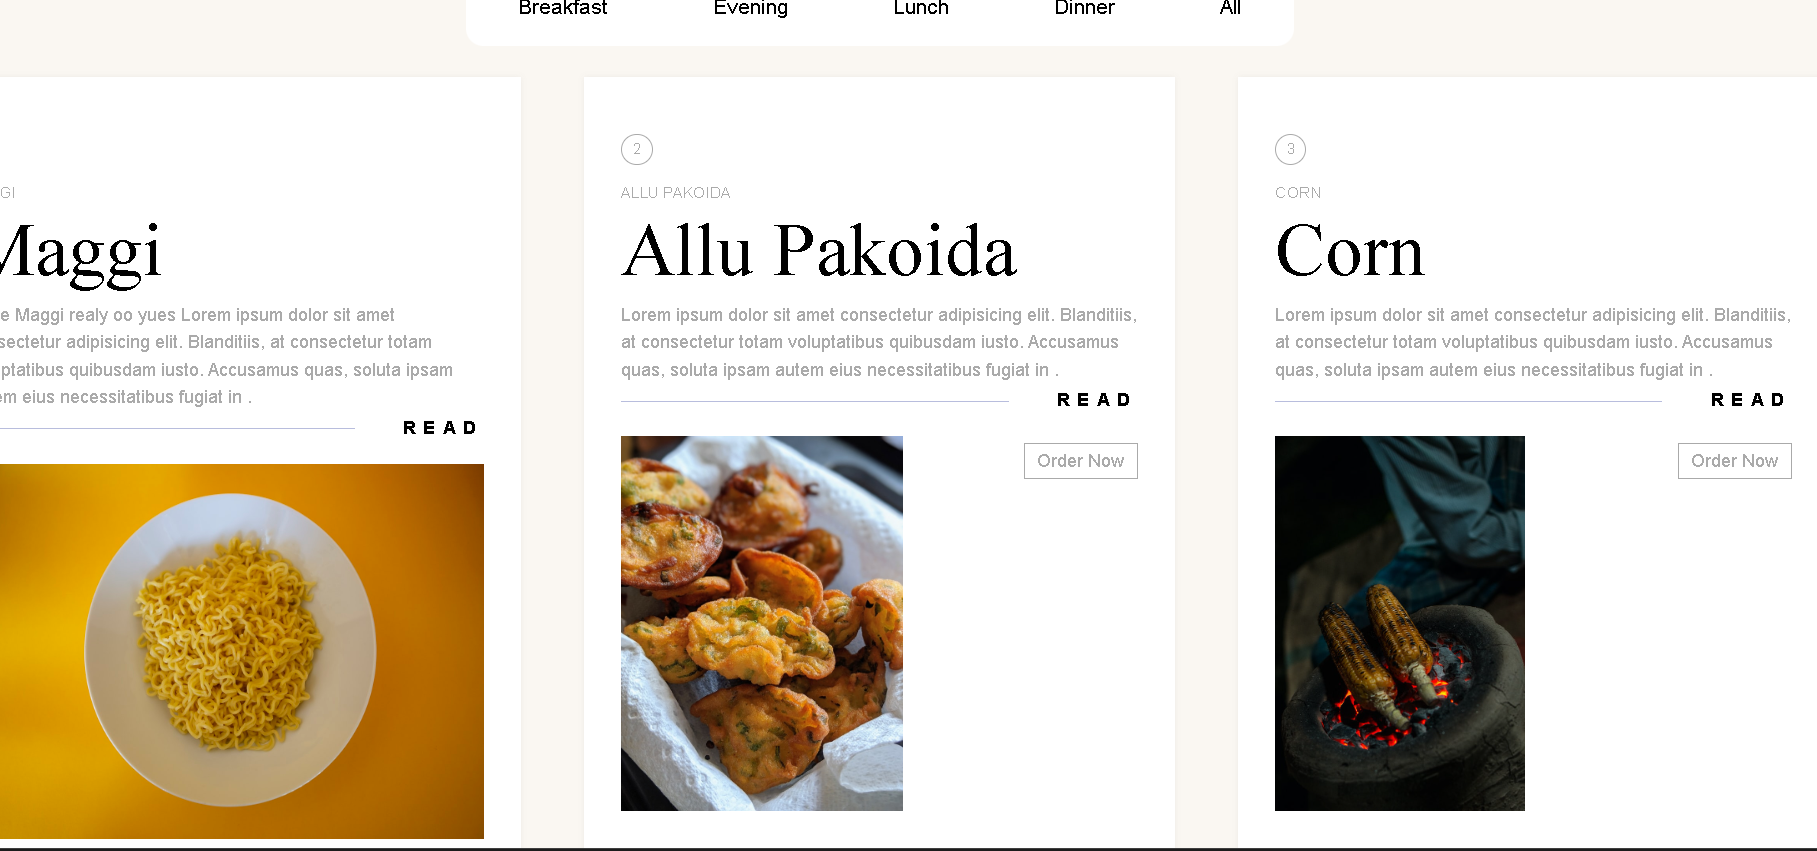 Breakfast Evening Lunch Dinner All
GI
Maggi
e Maggi realy oo yues Lorem ipsum dolor sit amet
sectetur adipisicing elit. Blanditiis, at consectetur totam
ptatibus quibusdam iusto. Accusamus quas, soluta ipsam
em eius necessitatibus fugiat in .
READ
2
ALLU PAKOIDA
Allu Pakoida
Lorem ipsum dolor sit amet consectetur adipisicing elit. Blanditiis,
at consectetur totam voluptatibus quibusdam iusto. Accusamus
quas, soluta ipsam autem eius necessitatibus fugiat in .
READ
Order Now
3
CORN
Corn
Lorem ipsum dolor sit amet consectetur adipisicing elit. Blanditiis,
at consectetur totam voluptatibus quibusdam iusto. Accusamus
quas, soluta ipsam autem eius necessitatibus fugiat in .
READ
Order Now